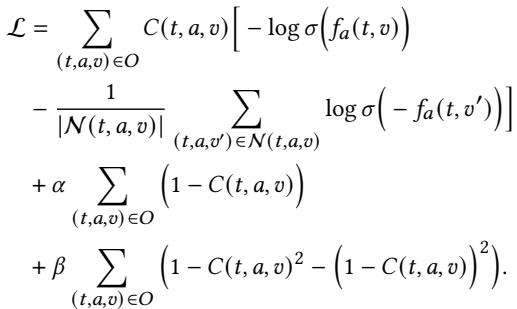 ℒ = ∑_{(t,a,v)∈O} C(t, a, v) [ − log σ( f_a(t, v) )
− 1/|𝒩(t, a, v)| ∑_{(t,a,v′)∈𝒩(t,a,v)} log σ( − f_a(t, v′) ) ]
+ α ∑_{(t,a,v)∈O} ( 1 − C(t, a, v) )
+ β ∑_{(t,a,v)∈O} ( 1 − C(t, a, v)² − ( 1 − C(t, a, v) )² ).